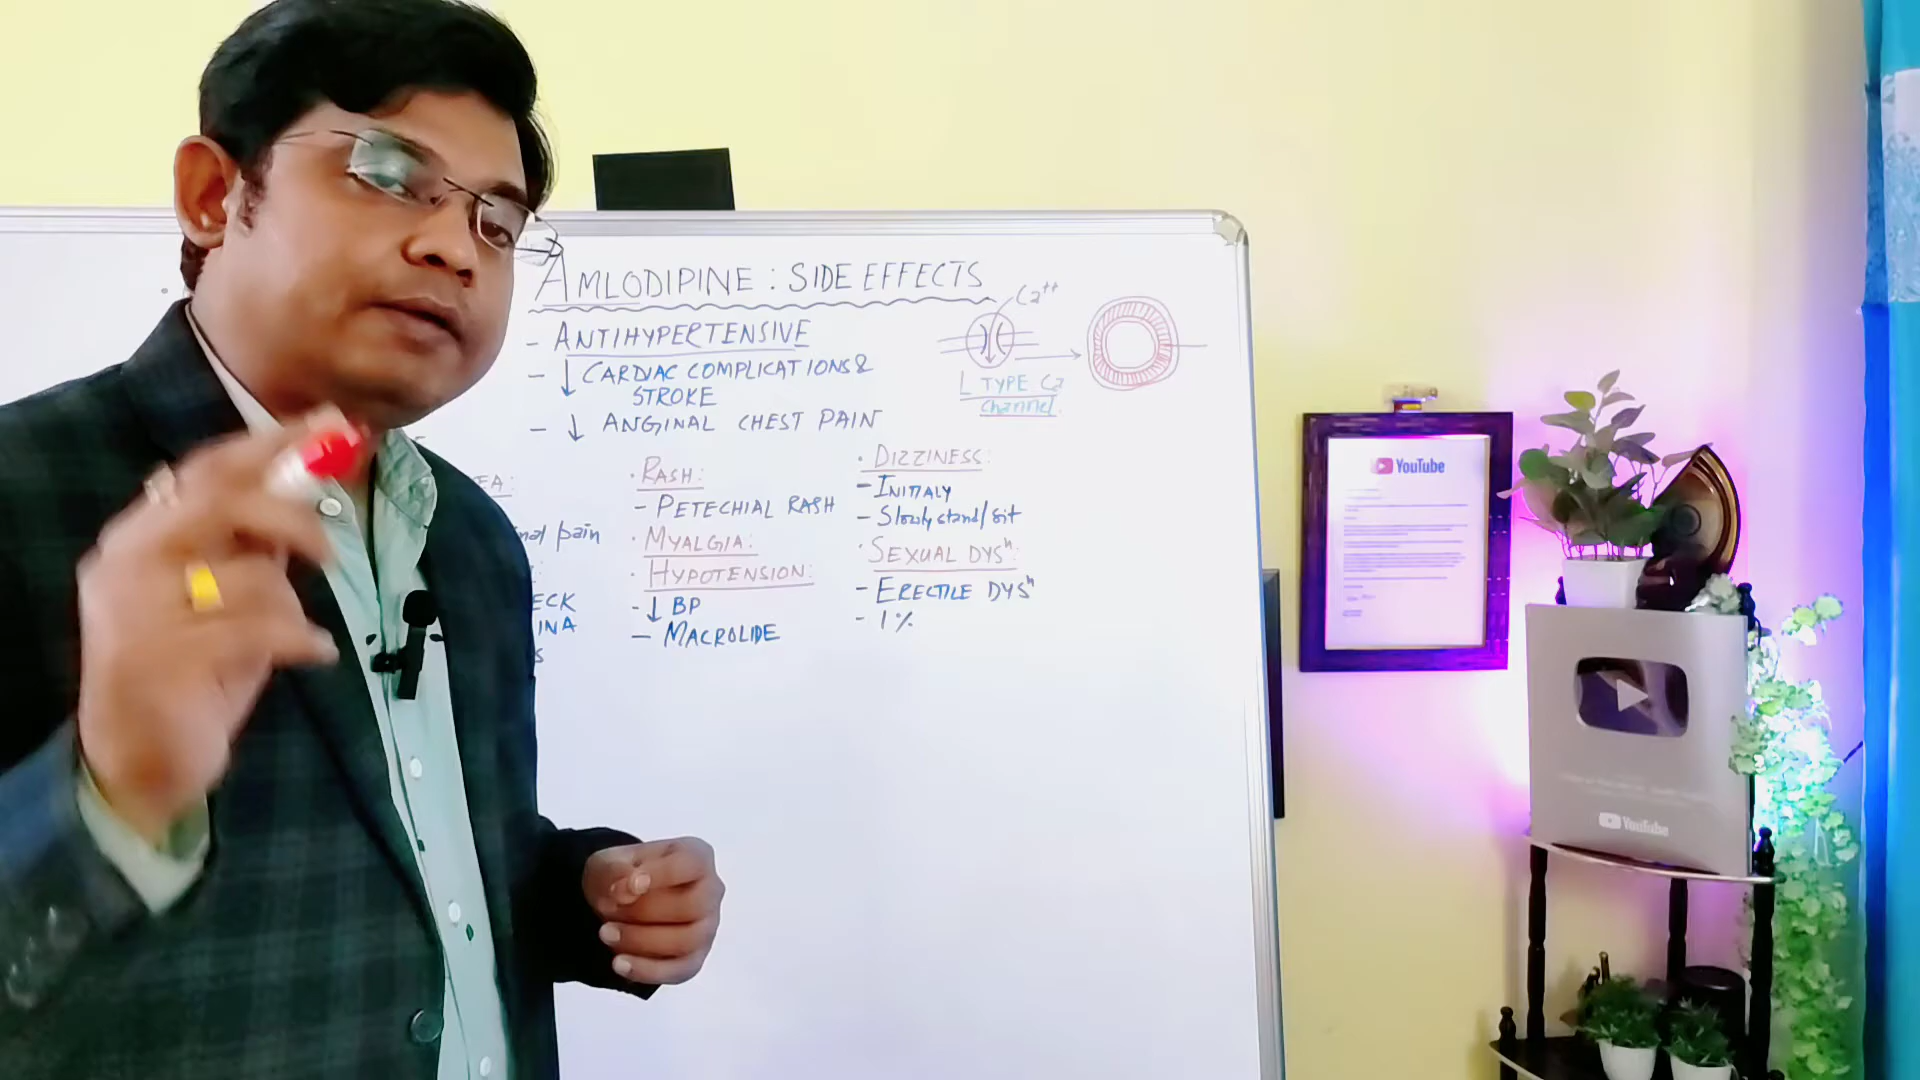 AMLODIPINE : SIDE EFFECTS
- ANTIHYPERTENSIVE
- ↓ CARDIAC COMPLICATIONS &
STROKE
- ↓ ANGINAL CHEST PAIN
Ca++
L TYPE Ca
Channel.
EA:
pain
ECK
INA
S
· RASH:
- PETECHIAL RASH
· MYALGIA:
· HYPOTENSION:
- ↓ BP
- MACROLIDE
· DIZZINESS:
- INITIALY
- Slowly stand/sit
· SEXUAL DYSⁿ:
- ERECTILE DYSⁿ
- 1%
YouTube
YouTube